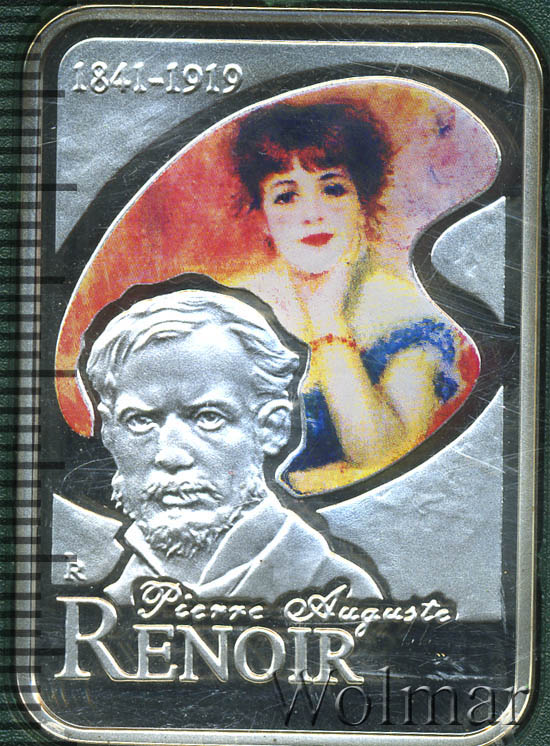 1841-1919
R
Pierre Auguste
RENOIR
Wolmar